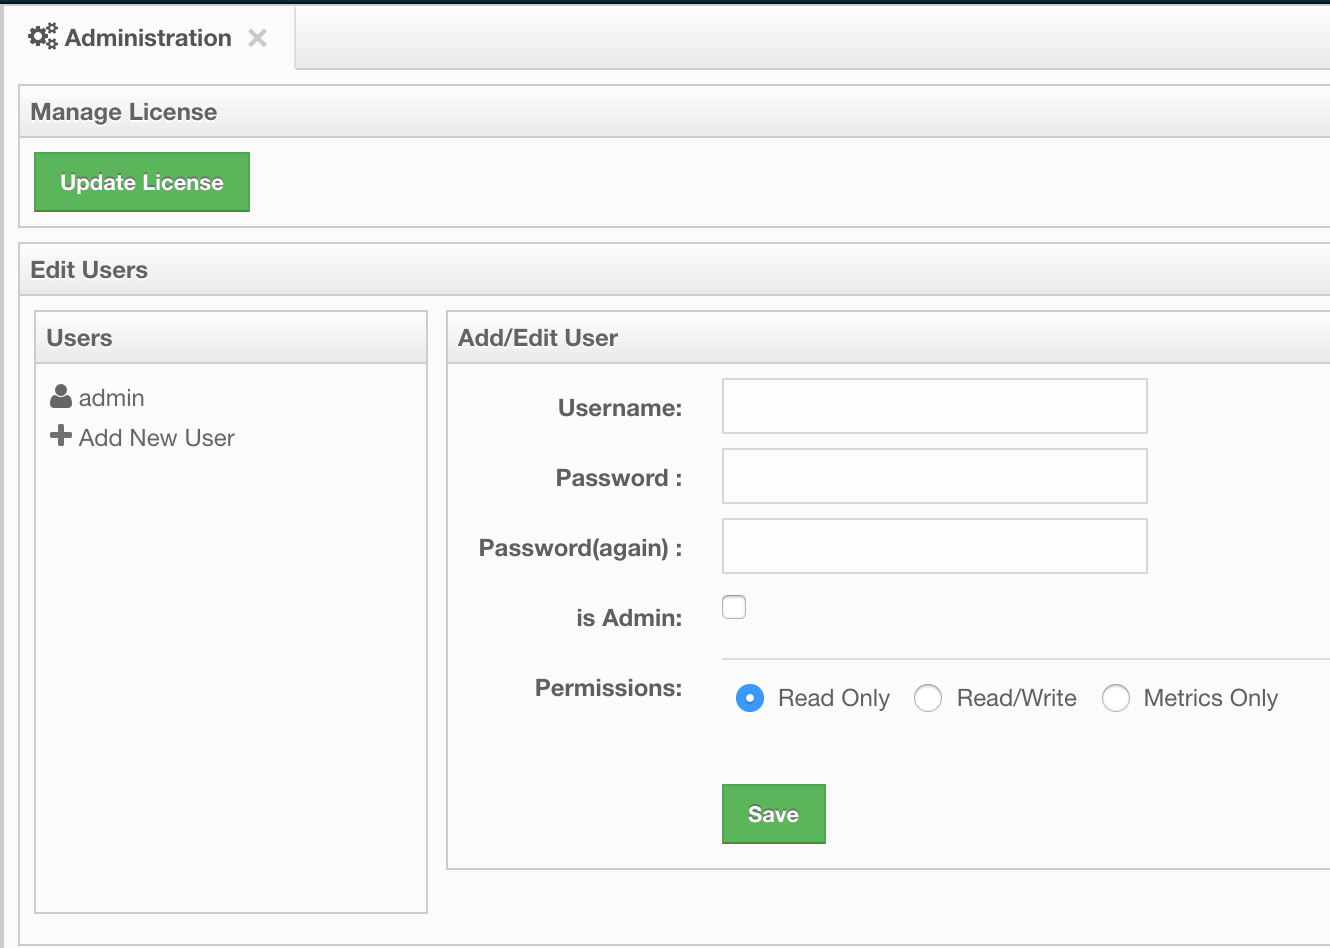 Administration
Manage License
Update License
Edit Users
Users
admin
Add New User
Add/Edit User
Username:
Password :
Password(again) :
is Admin:
Permissions:
Read Only Read/Write Metrics Only
Save